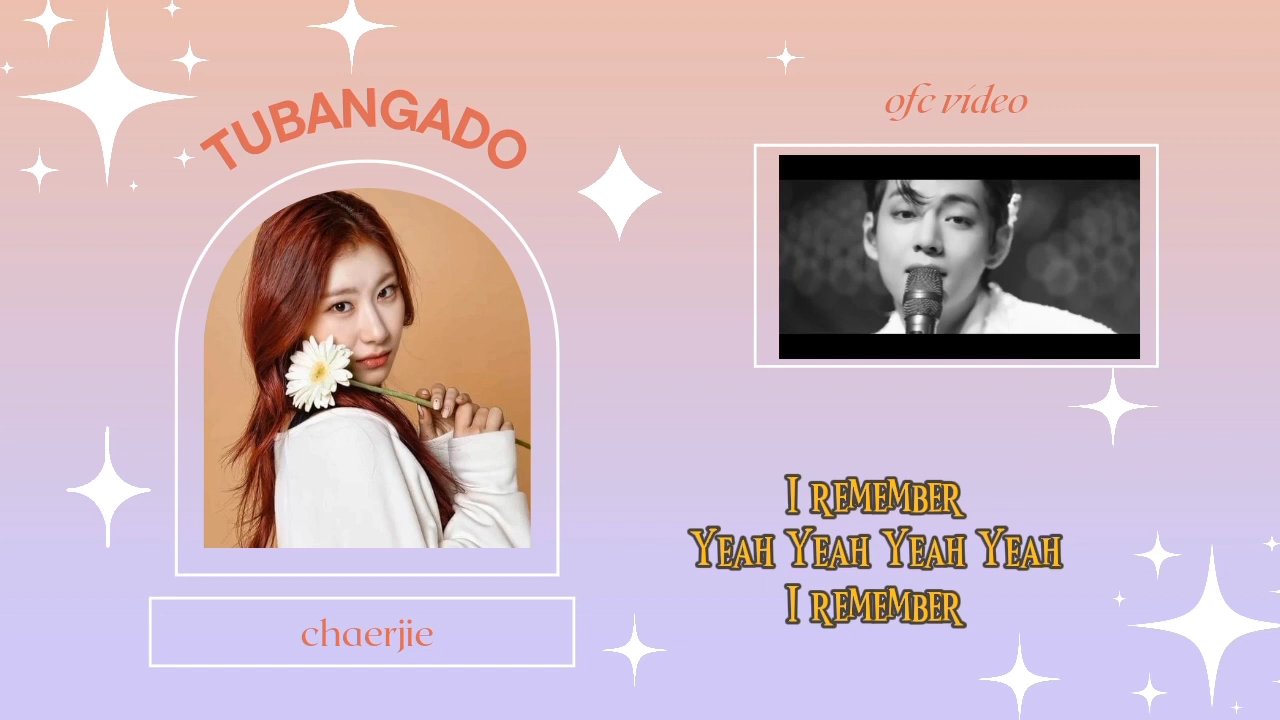 TUBANGADO
ofc video
chaerjie
I remember
Yeah Yeah Yeah Yeah
I remember